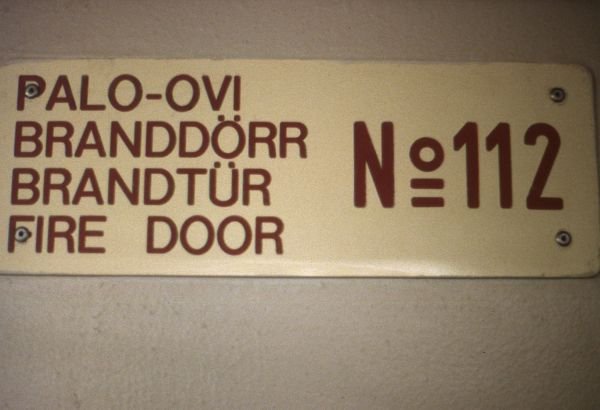 PALO-OVI
BRANDDÖRR
BRANDTÜR
FIRE DOOR
№112